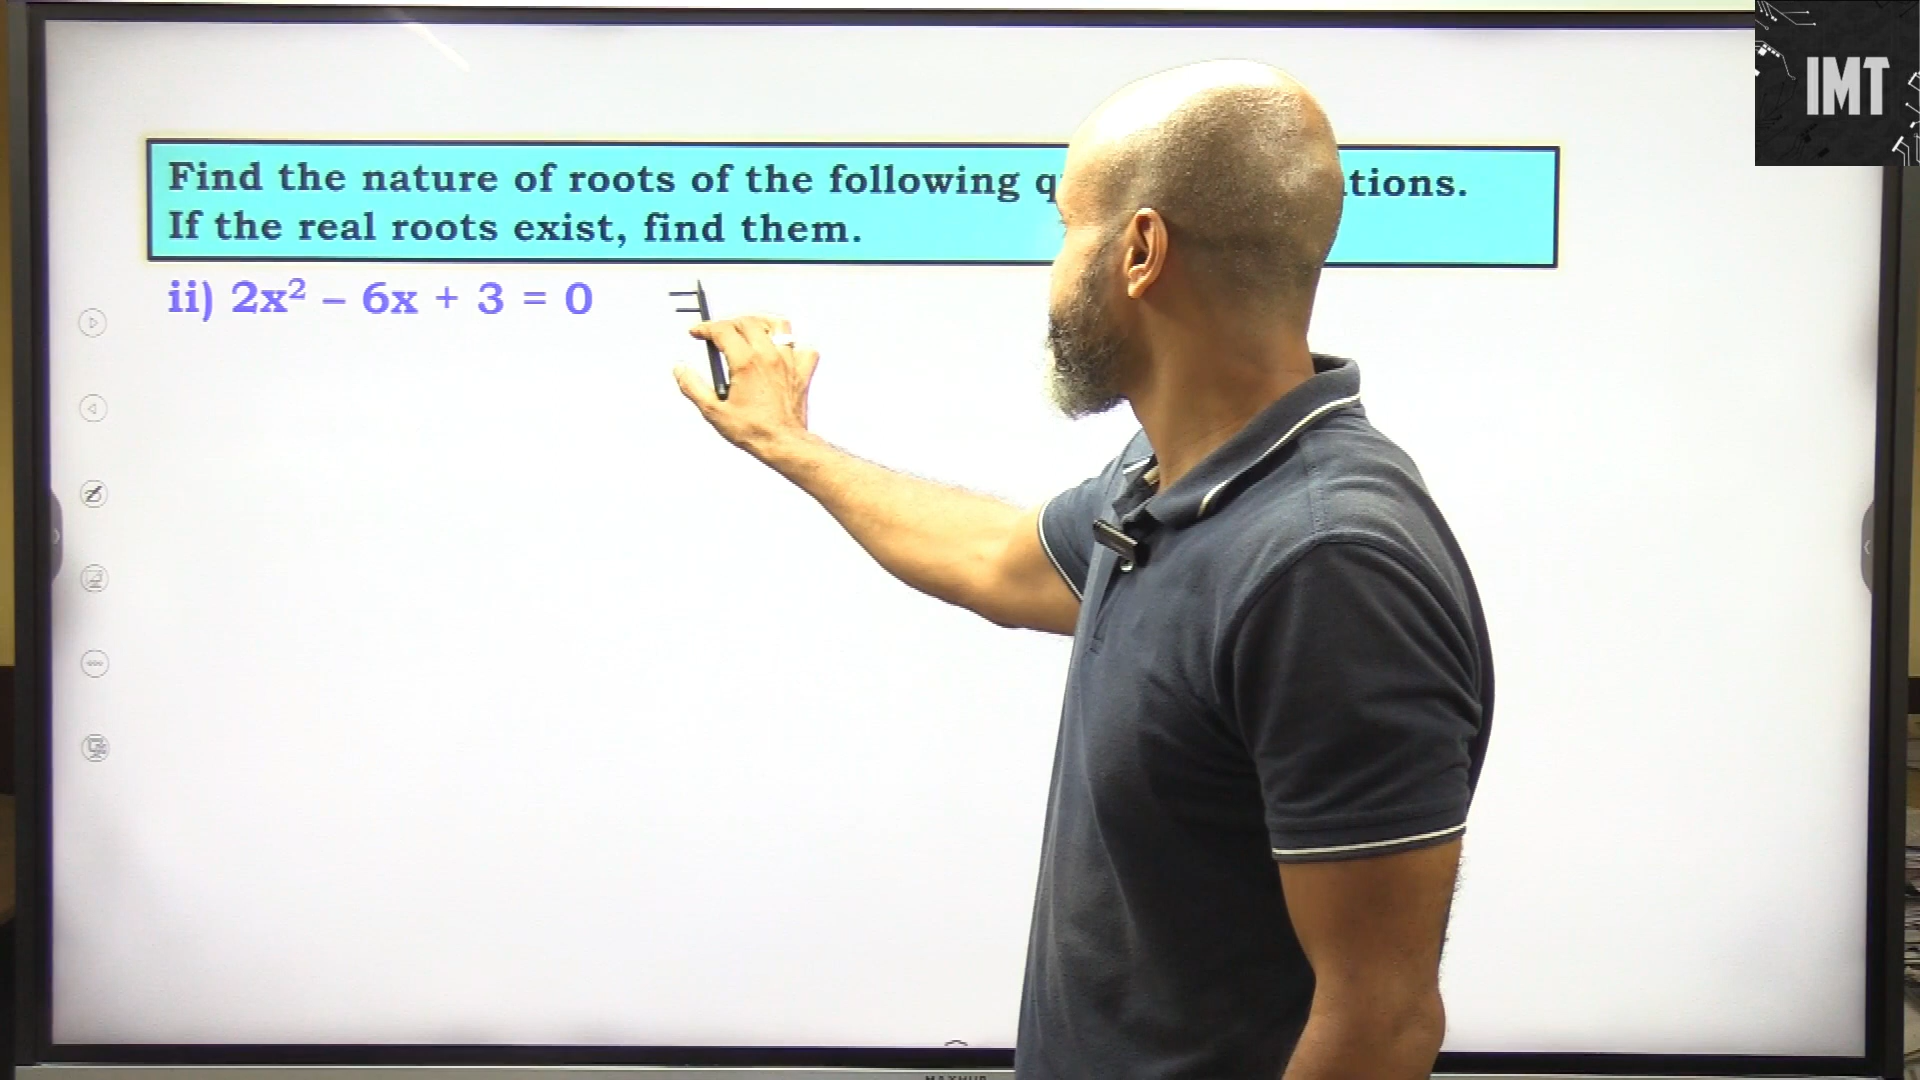 IMT
Find the nature of roots of the following tions.
If the real roots exist, find them.
ii) 2x² – 6x + 3 = 0 =
MAXHUB